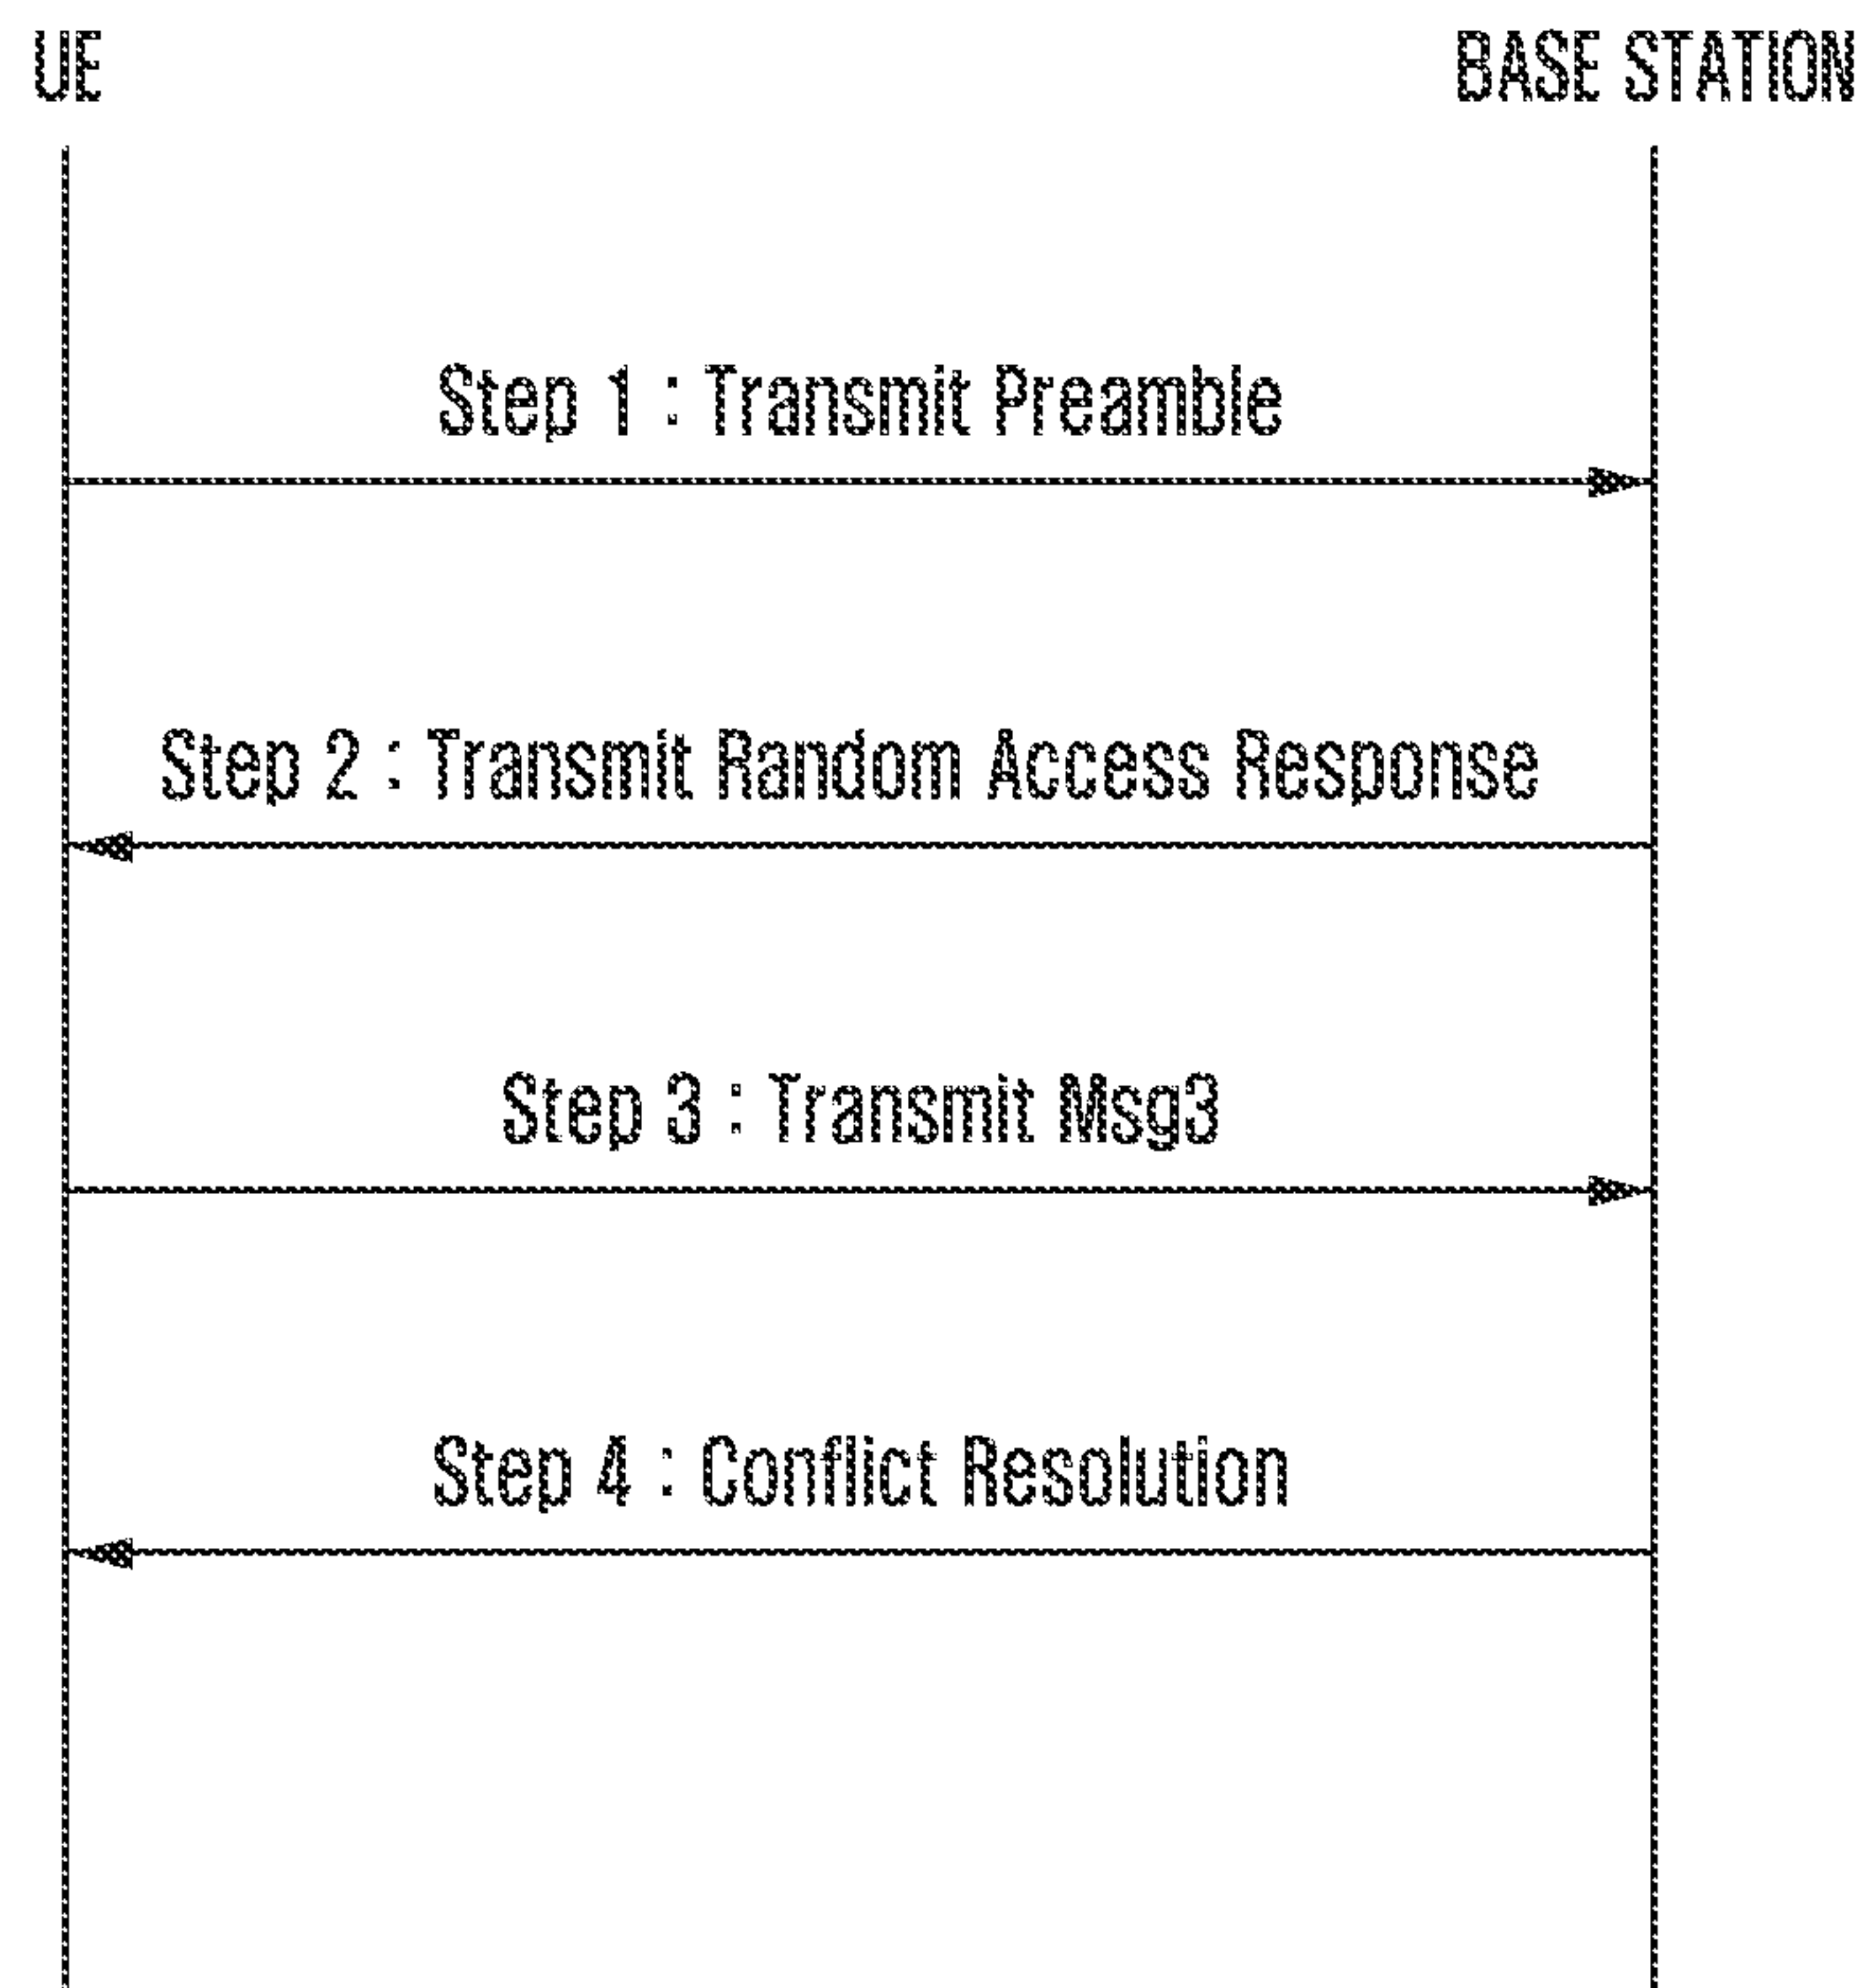 UE
BASE STATION
Step 1 : Transmit Preamble
Step 2 : Transmit Random Access Response
Step 3 : Transmit Msg3
Step 4 : Conflict Resolution